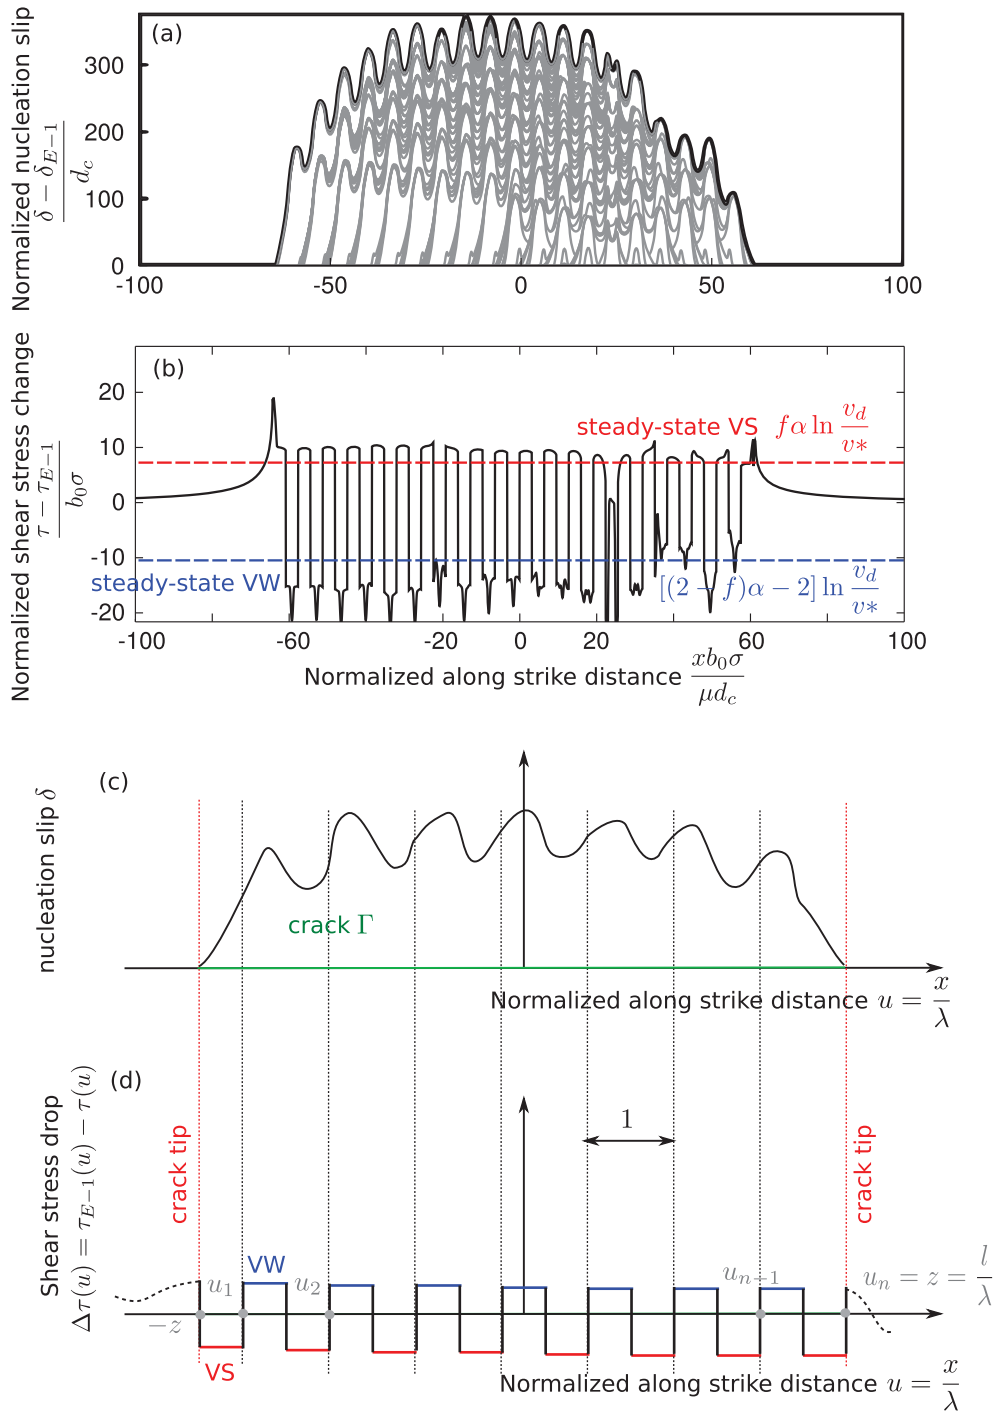 (a)
Normalized nucleation slip
δ − δ_{E−1}
d_c
300
200
100
0
-100
-50
0
50
100
(b)
Normalized shear stress change
τ − τ_{E−1}
b_0σ
20
10
0
-10
-20
steady-state VS fα ln v_d/v*
steady-state VW
[(2 − f)α − 2] ln v_d/v*
-100
-60
-20
0
20
60
100
Normalized along strike distance xb_0σ/μd_c
(c)
nucleation slip δ
crack Γ
Normalized along strike distance u = x/λ
(d)
Shear stress drop
Δτ(u) = τ_{E−1}(u) − τ(u)
crack tip
1
crack tip
VW
u_1
u_2
u_{n−1}
u_n = z = l/λ
−z
VS
Normalized along strike distance u = x/λ